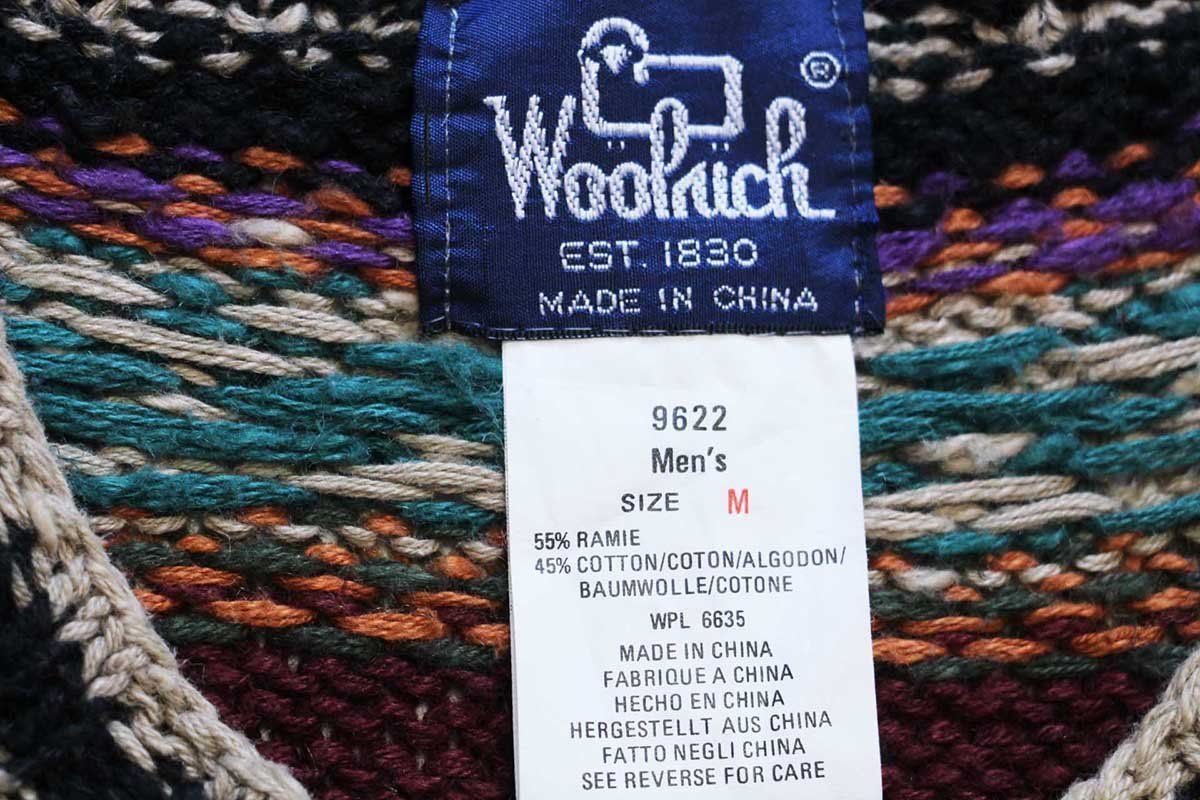 Woolrich®
EST. 1830
MADE IN CHINA
9622
Men's
SIZE M
55% RAMIE
45% COTTON/COTON/ALGODON/
BAUMWOLLE/COTONE
WPL 6635
MADE IN CHINA
FABRIQUE A CHINA
HECHO EN CHINA
HERGESTELLT AUS CHINA
FATTO NEGLI CHINA
SEE REVERSE FOR CARE